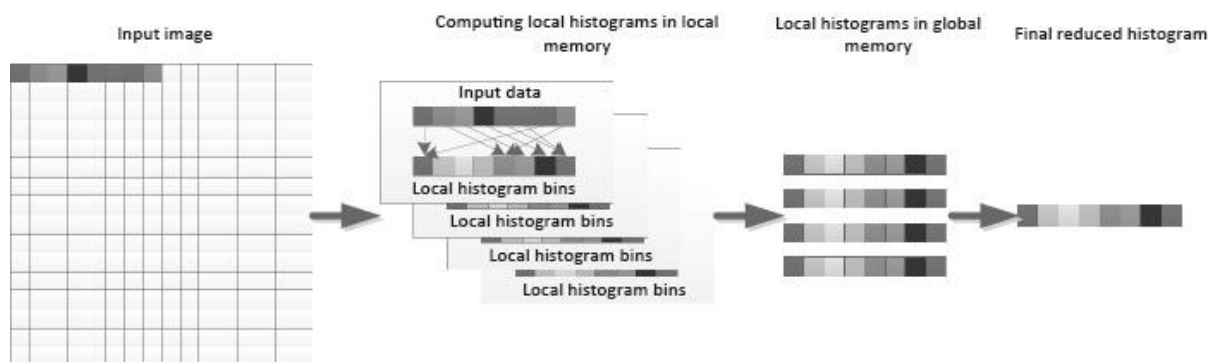 Input image
Computing local histograms in local
memory
Local histograms in global
memory
Final reduced histogram
Input data
Local histogram bins
Local histogram bins
Local histogram bins
Local histogram bins